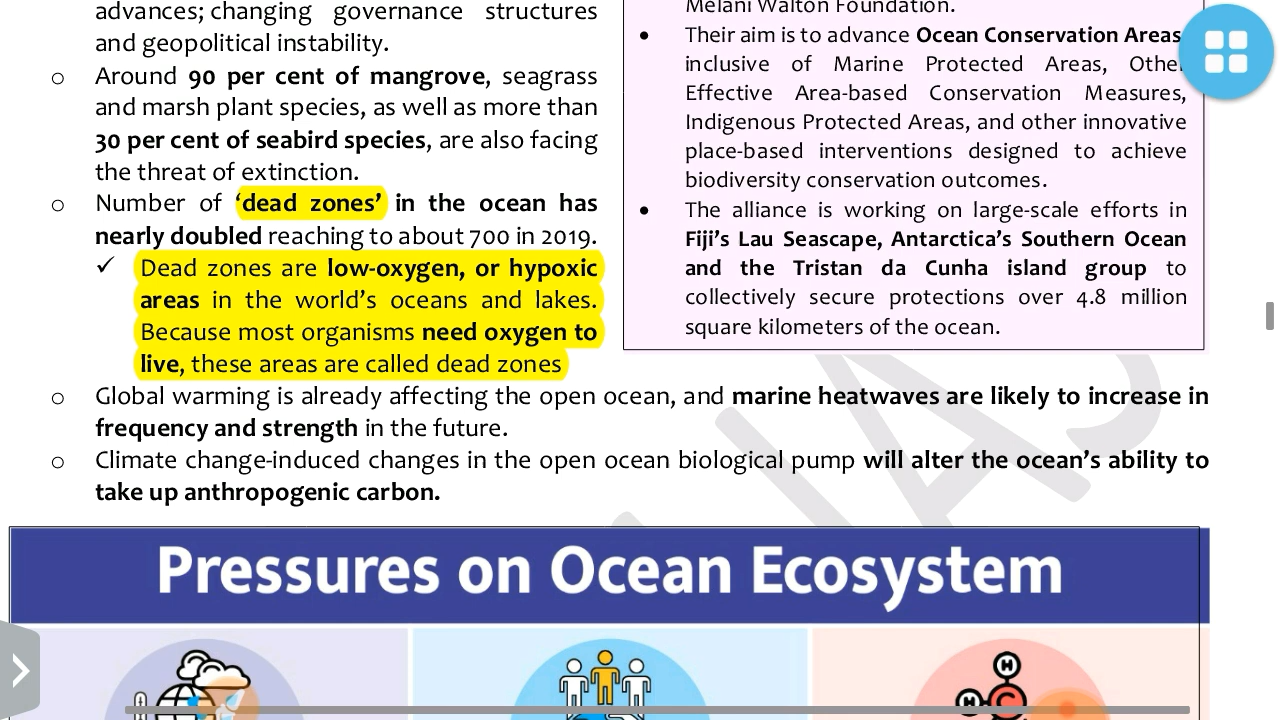 advances; changing governance structures
and geopolitical instability.
o Around 90 per cent of mangrove, seagrass
and marsh plant species, as well as more than
30 per cent of seabird species, are also facing
the threat of extinction.
o Number of ‘dead zones’ in the ocean has
nearly doubled reaching to about 700 in 2019.
✓ Dead zones are low-oxygen, or hypoxic
areas in the world’s oceans and lakes.
Because most organisms need oxygen to
live, these areas are called dead zones
Melani Walton Foundation.
• Their aim is to advance Ocean Conservation Areas
inclusive of Marine Protected Areas, Other
Effective Area-based Conservation Measures,
Indigenous Protected Areas, and other innovative
place-based interventions designed to achieve
biodiversity conservation outcomes.
• The alliance is working on large-scale efforts in
Fiji’s Lau Seascape, Antarctica’s Southern Ocean
and the Tristan da Cunha island group to
collectively secure protections over 4.8 million
square kilometers of the ocean.
o Global warming is already affecting the open ocean, and marine heatwaves are likely to increase in
frequency and strength in the future.
o Climate change-induced changes in the open ocean biological pump will alter the ocean’s ability to
take up anthropogenic carbon.
Pressures on Ocean Ecosystem
H
H C